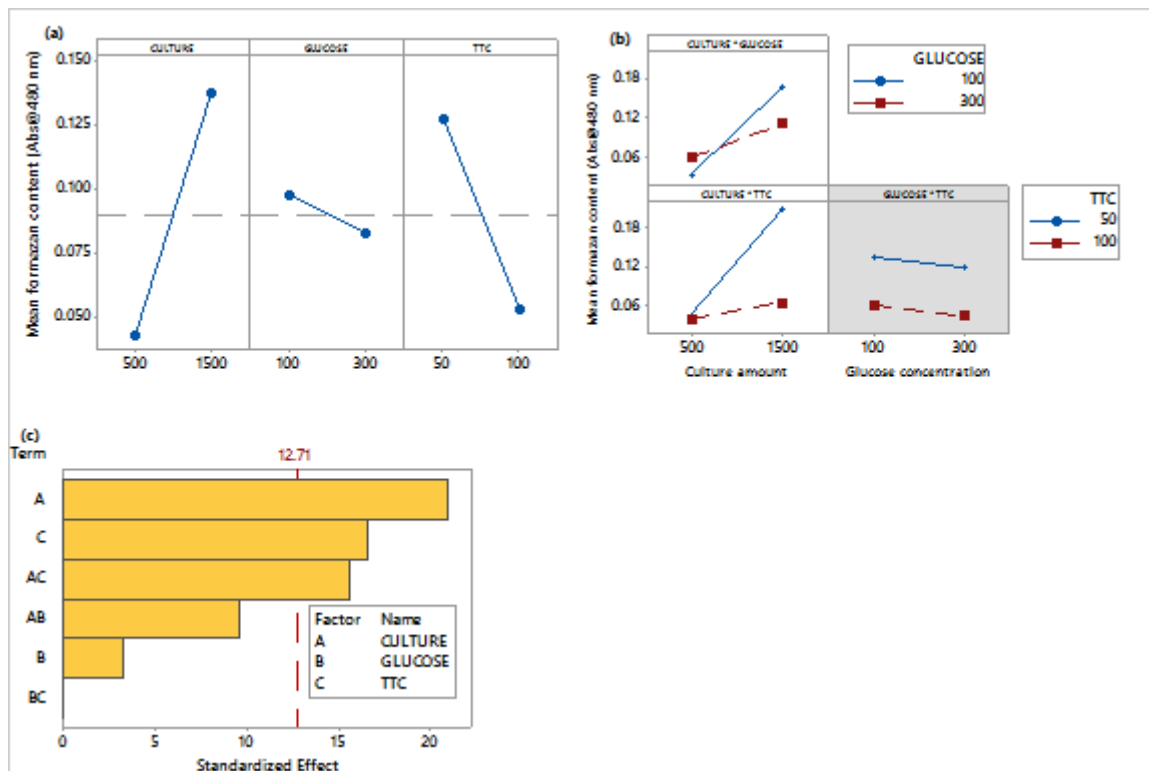 (a)
CULTURE GLUCOSE TTC
Mean formazan content (Abs@480 nm)
0.150
0.125
0.100
0.075
0.050
500 1500 100 300 50 100
(b)
CULTURE * GLUCOSE
Mean formazan content (Abs@480 nm)
0.18
0.12
0.06
GLUCOSE
100
300
CULTURE * TTC GLUCOSE * TTC
0.18
0.12
0.06
TTC
50
100
500 1500 100 300
Culture amount Glucose concentration
(c)
Term
12.71
A
C
AC
AB
B
BC
Factor Name
A CULTURE
B GLUCOSE
C TTC
0 5 10 15 20
Standardized Effect